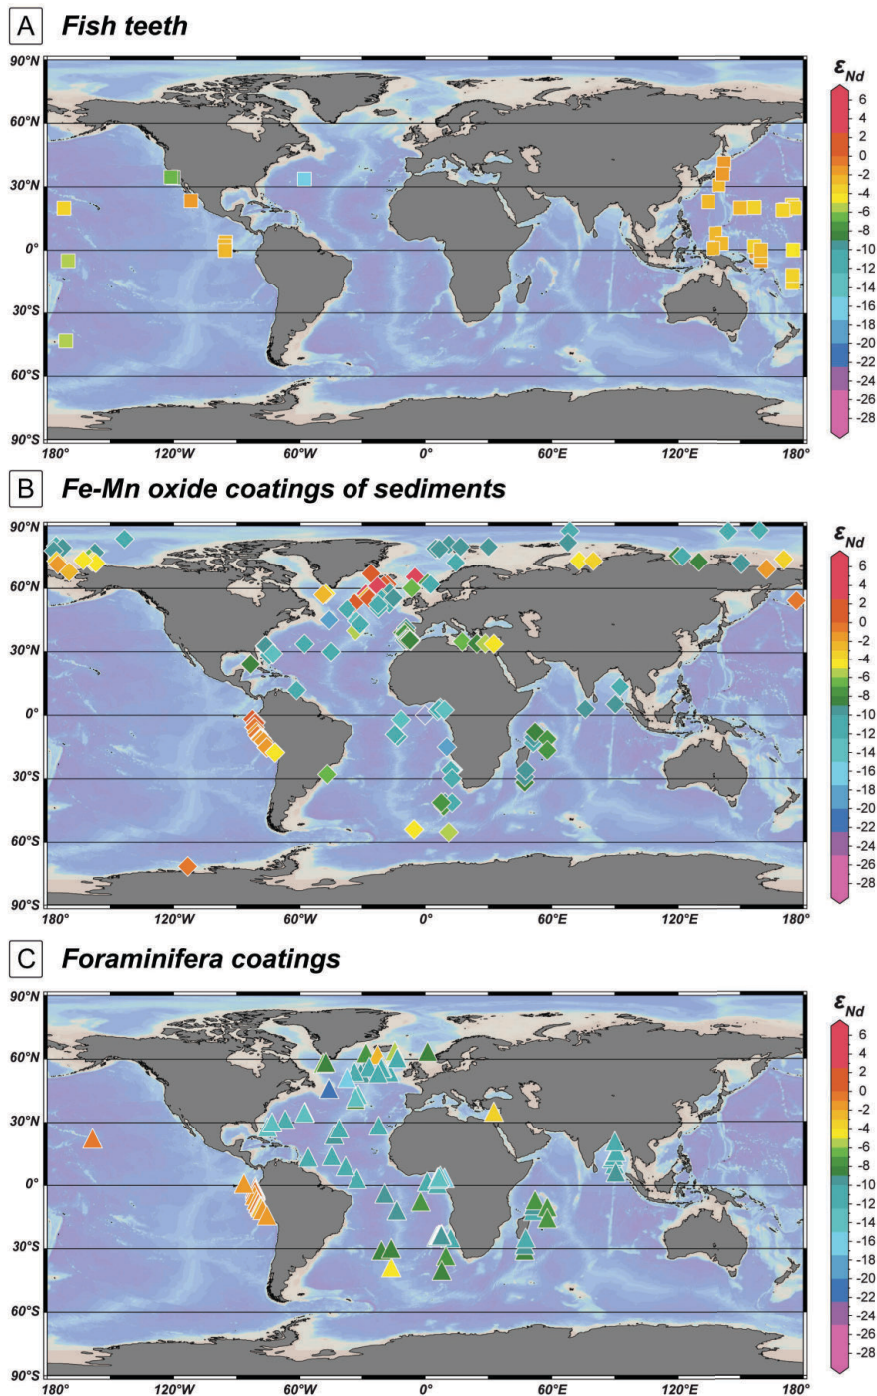 A Fish teeth
εNd
90°N
60°N
30°N
0°
30°S
60°S
90°S
180° 120°W 60°W 0° 60°E 120°E 180°
6
4
2
0
-2
-4
-6
-8
-10
-12
-14
-16
-18
-20
-22
-24
-26
-28
B Fe-Mn oxide coatings of sediments
εNd
90°N
60°N
30°N
0°
30°S
60°S
90°S
180° 120°W 60°W 0° 60°E 120°E 180°
6
4
2
0
-2
-4
-6
-8
-10
-12
-14
-16
-18
-20
-22
-24
-26
-28
C Foraminifera coatings
εNd
90°N
60°N
30°N
0°
30°S
60°S
90°S
180° 120°W 60°W 0° 60°E 120°E 180°
6
4
2
0
-2
-4
-6
-8
-10
-12
-14
-16
-18
-20
-22
-24
-26
-28